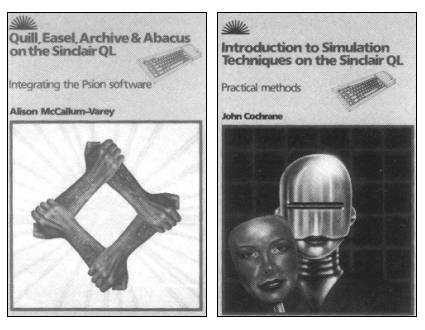 Quill, Easel, Archive & Abacus
on the Sinclair QL
Integrating the Psion software
Alison McCallum-Varey
Introduction to Simulation
Techniques on the Sinclair QL
Practical methods
John Cochrane